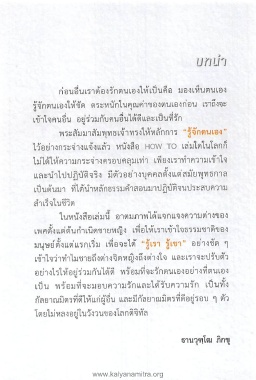 บทนำ
ก่อนอื่นเราต้องรักตนเองให้เป็นคือ มองเห็นตนเอง
รู้จักตนเองให้ชัด ตระหนักในคุณค่าของตนเองก่อน เราถึงจะ
เข้าใจคนอื่น อยู่ร่วมกับคนอื่นได้ดีและเป็นที่รัก
พระสัมมาสัมพุทธเจ้าทรงให้หลักการ "รู้จักตนเอง"
ไว้อย่างกระจ่างแจ้งแล้ว หนังสือ HOW TO เล่มใดในโลกก็
ไม่ได้ให้ความกระจ่างครอบคลุมเท่า เพียงเราทำความเข้าใจ
และนำไปปฏิบัติจริง มีตัวอย่างบุคคลตั้งแต่สมัยพุทธกาล
เป็นต้นมา ที่ได้นำหลักธรรมคำสอนมาปฏิบัติจนประสบความ
สำเร็จในชีวิต
ในหนังสือเล่มนี้ อาตมภาพได้แจกแจงความต่างของ
เพศตั้งแต่ต้นกำเนิดชายหญิง เพื่อให้เราเข้าใจธรรมชาติของ
มนุษย์ตั้งแต่แรกเริ่ม เพื่อจะได้ "รู้เรา รู้เขา" อย่างชัด ๆ
เข้าใจว่าทำไมชายถึงต่างจิตหญิงถึงต่างใจ และเราจะปรับตัว
อย่างไรให้อยู่ร่วมกันได้ดี พร้อมที่จะรักตนเองอย่างที่ตนเอง
เป็น พร้อมที่จะมอบความรักและได้รับความรัก เป็นทั้ง
กัลยาณมิตรที่ดีให้แก่ผู้อื่น และมีกัลยาณมิตรที่ดีอยู่รอบ ๆ ตัว
โดยไม่หลงอยู่ในวังวนของโลกดิจิทัล
ฐานวุฑฺโฒ ภิกขุ
www.kalyanamitra.org